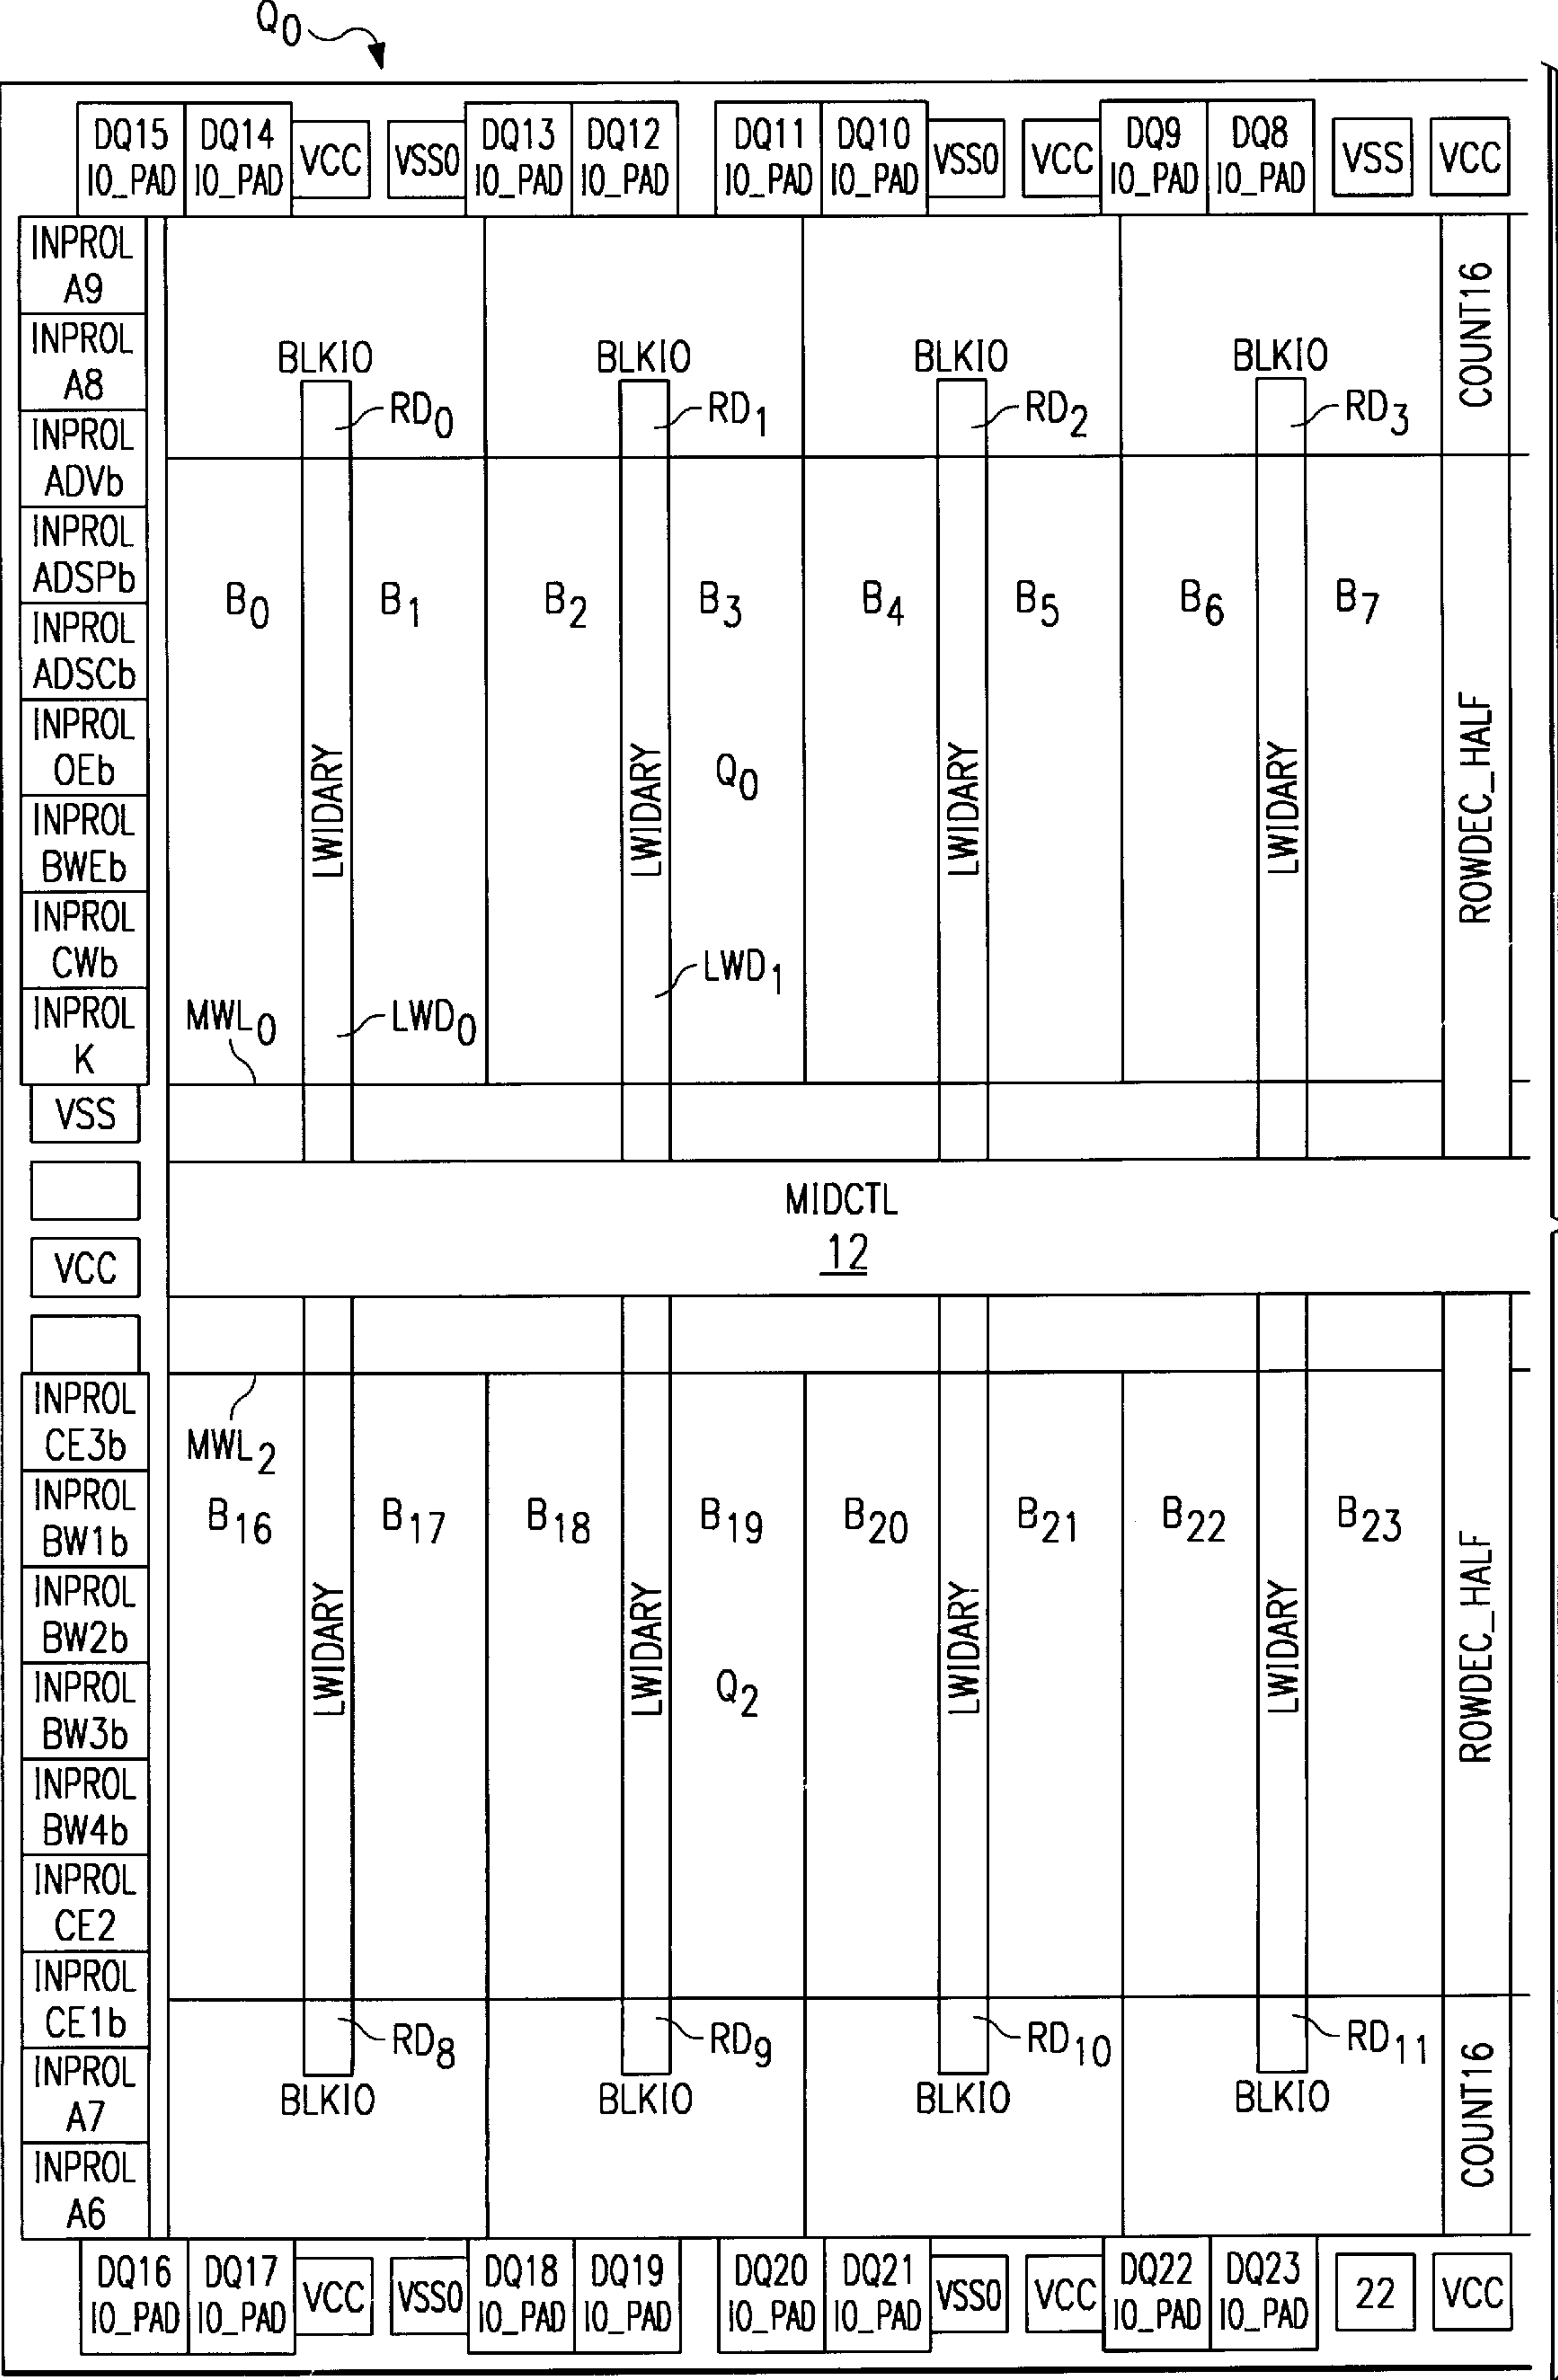 Q0
DQ15 IO_PAD
DQ14 IO_PAD
VCC
VSSO
DQ13 IO_PAD
DQ12 IO_PAD
DQ11 IO_PAD
DQ10 IO_PAD
VSSO
VCC
DQ9 IO_PAD
DQ8 IO_PAD
VSS
VCC
INPROL
A9
INPROL
A8
INPROL
ADVb
INPROL
ADSPb
INPROL
ADSCb
INPROL
OEb
INPROL
BWEb
INPROL
CWb
INPROL
K
VSS
VCC
INPROL
CE3b
INPROL
BW1b
INPROL
BW2b
INPROL
BW3b
INPROL
BW4b
INPROL
CE2
INPROL
CE1b
INPROL
A7
INPROL
A6
BLKIO
BLKIO
BLKIO
BLKIO
COUNT16
RD0
RD1
RD2
RD3
B0
B1
B2
B3
B4
B5
B6
B7
LWIDARY
LWIDARY
Q0
LWIDARY
LWIDARY
ROWDEC_HALF
LWD1
MWL0
LWD0
MIDCTL
12
MWL2
B16
B17
B18
B19
B20
B21
B22
B23
LWIDARY
LWIDARY
Q2
LWIDARY
LWIDARY
ROWDEC_HALF
RD8
RD9
RD10
RD11
BLKIO
BLKIO
BLKIO
BLKIO
COUNT16
DQ16 IO_PAD
DQ17 IO_PAD
VCC
VSSO
DQ18 IO_PAD
DQ19 IO_PAD
DQ20 IO_PAD
DQ21 IO_PAD
VSSO
VCC
DQ22 IO_PAD
DQ23 IO_PAD
22
VCC